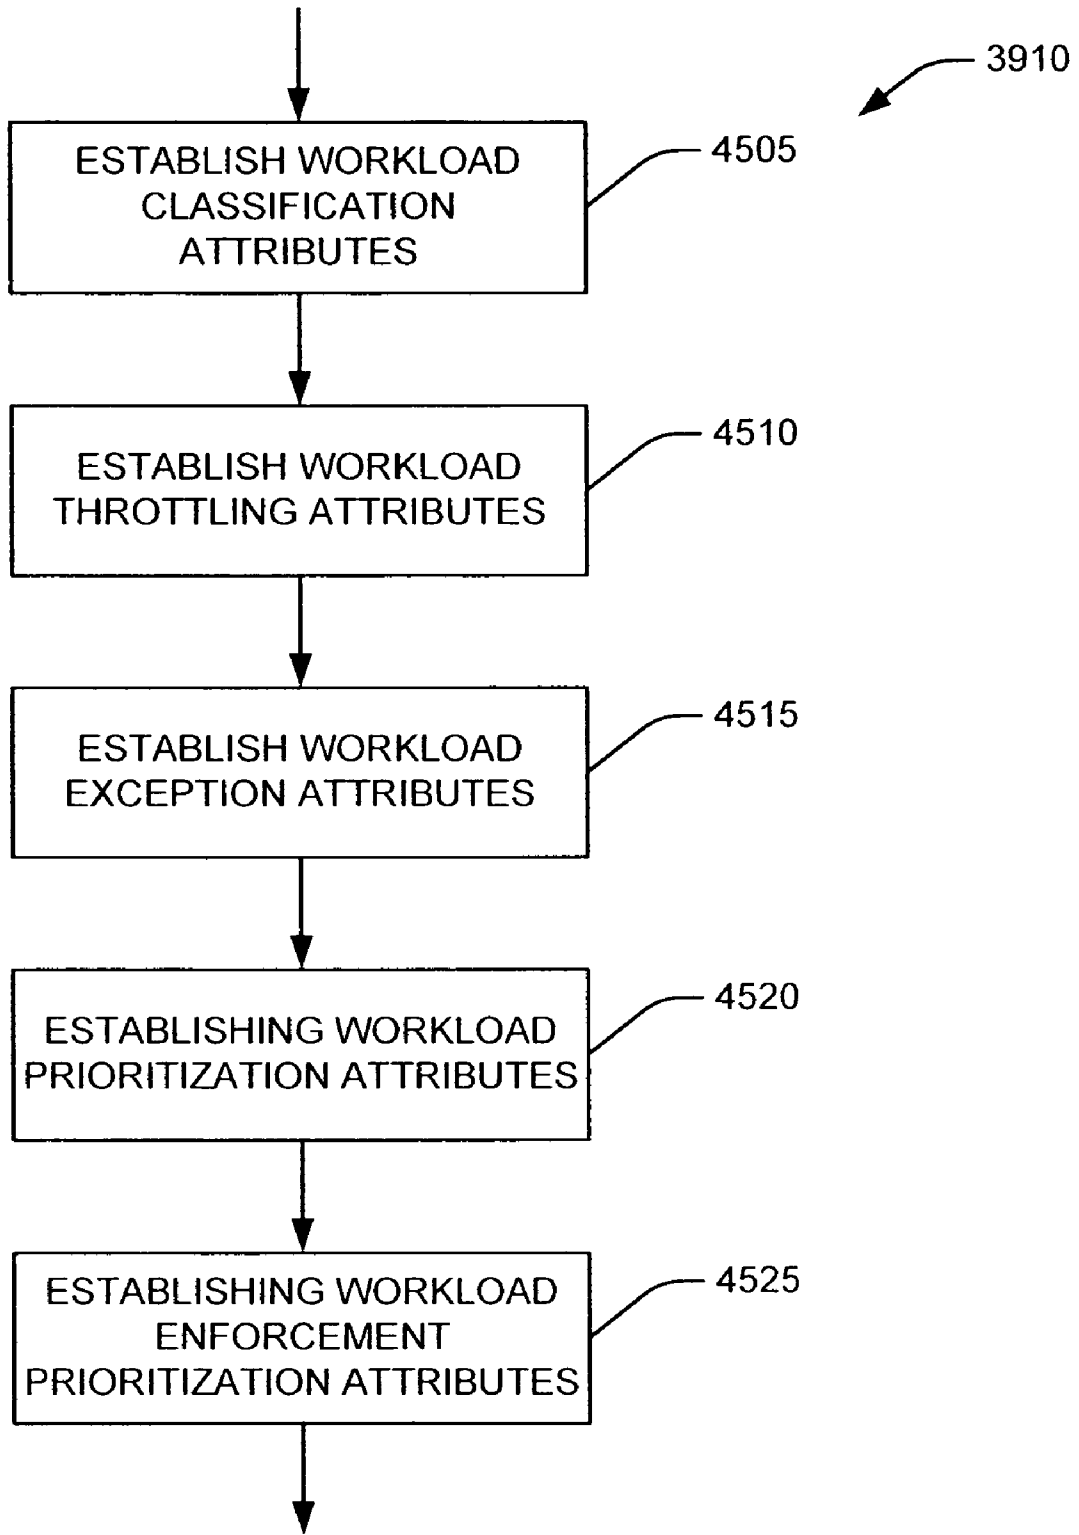 3910
ESTABLISH WORKLOAD
CLASSIFICATION
ATTRIBUTES
4505
ESTABLISH WORKLOAD
THROTTLING ATTRIBUTES
4510
ESTABLISH WORKLOAD
EXCEPTION ATTRIBUTES
4515
ESTABLISHING WORKLOAD
PRIORITIZATION ATTRIBUTES
4520
ESTABLISHING WORKLOAD
ENFORCEMENT
PRIORITIZATION ATTRIBUTES
4525